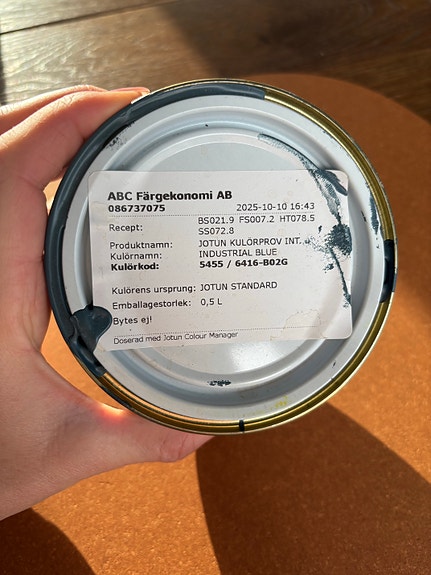 ABC Färgekonomi AB
086737075 2025-10-10 16:43
Recept: BS021.9 FS007.2 HT078.5
SS072.8
Produktnamn: JOTUN KULÖRPROV INT...
Kulörnamn: INDUSTRIAL BLUE
Kulörkod: 5455 / 6416-B02G
Kulörens ursprung: JOTUN STANDARD
Emballagestorlek: 0,5 L
Bytes ej!
Doserad med Jotun Colour Manager